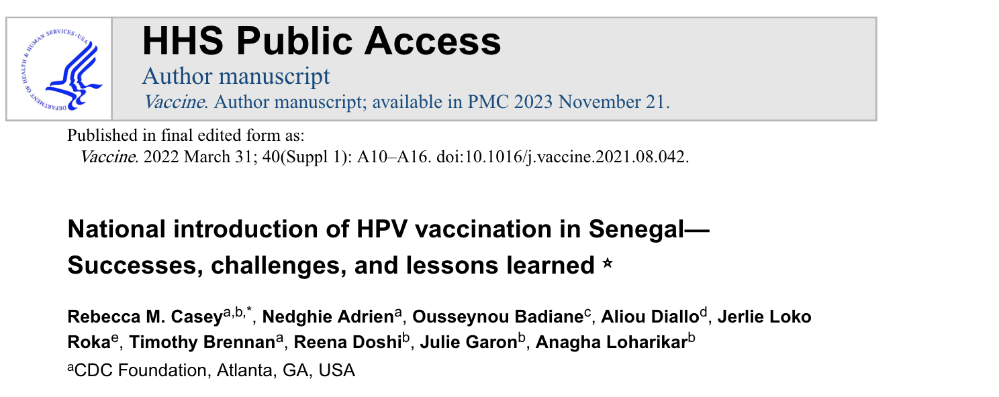 DEPARTMENT OF HEALTH & HUMAN SERVICES·USA
HHS Public Access
Author manuscript
Vaccine. Author manuscript; available in PMC 2023 November 21.
Published in final edited form as:
Vaccine. 2022 March 31; 40(Suppl 1): A10–A16. doi:10.1016/j.vaccine.2021.08.042.
National introduction of HPV vaccination in Senegal—
Successes, challenges, and lessons learned ☆
Rebecca M. Casey^a,b,*, Nedghie Adrien^a, Ousseynou Badiane^c, Aliou Diallo^d, Jerlie Loko
Roka^e, Timothy Brennan^a, Reena Doshi^b, Julie Garon^b, Anagha Loharikar^b
^aCDC Foundation, Atlanta, GA, USA